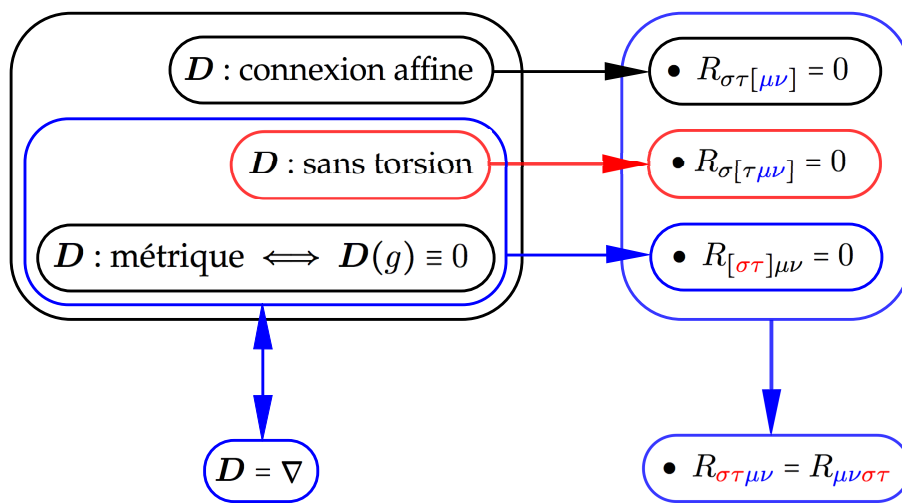 D : connexion affine
• R_{στ[μν]} = 0
D : sans torsion
• R_{σ[τμν]} = 0
D : métrique ⟺ D(g) ≡ 0
• R_{[στ]μν} = 0
D = ∇
• R_{στμν} = R_{μνστ}